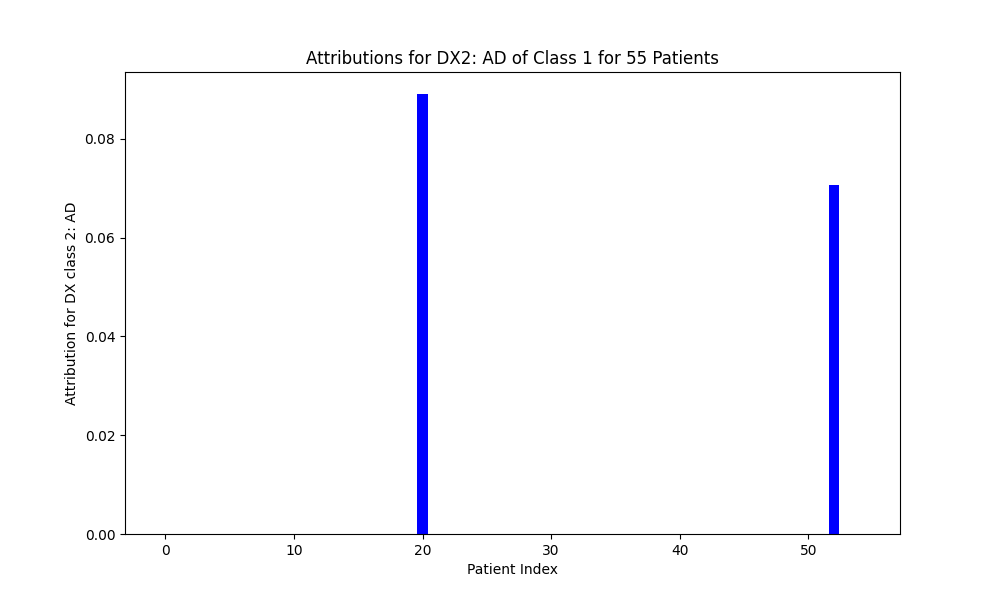 Attributions for DX2: AD of Class 1 for 55 Patients
Attribution for DX class 2: AD
0.08
0.06
0.04
0.02
0.00
0 10 20 30 40 50
Patient Index